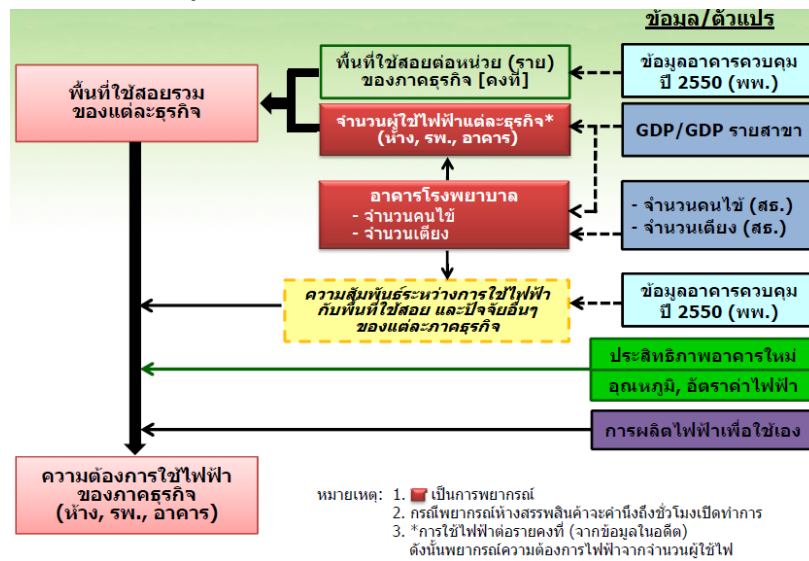 ข้อมูล/ตัวแปร
พื้นที่ใช้สอยต่อหน่วย (ราย)
ของภาคธุรกิจ [คงที่]
ข้อมูลอาคารควบคุม
ปี 2550 (พพ.)
พื้นที่ใช้สอยรวม
ของแต่ละธุรกิจ
จำนวนผู้ใช้ไฟฟ้าแต่ละธุรกิจ*
(ห้าง, รพ., อาคาร)
GDP/GDP รายสาขา
อาคารโรงพยาบาล
- จำนวนคนไข้
- จำนวนเตียง
- จำนวนคนไข้ (สธ.)
- จำนวนเตียง (สธ.)
ความสัมพันธ์ระหว่างการใช้ไฟฟ้า
กับพื้นที่ใช้สอย และปัจจัยอื่นๆ
ของแต่ละภาคธุรกิจ
ข้อมูลอาคารควบคุม
ปี 2550 (พพ.)
ประสิทธิภาพอาคารใหม่
อุณหภูมิ, อัตราค่าไฟฟ้า
การผลิตไฟฟ้าเพื่อใช้เอง
ความต้องการใช้ไฟฟ้า
ของภาคธุรกิจ
(ห้าง, รพ., อาคาร)
หมายเหตุ: 1. เป็นการพยากรณ์
2. กรณีพยากรณ์ห้างสรรพสินค้าจะคำนึงถึงชั่วโมงเปิดทำการ
3. *การใช้ไฟฟ้าต่อรายคงที่ (จากข้อมูลในอดีต)
ดังนั้นพยากรณ์ความต้องการไฟฟ้าจากจำนวนผู้ใช้ไฟ